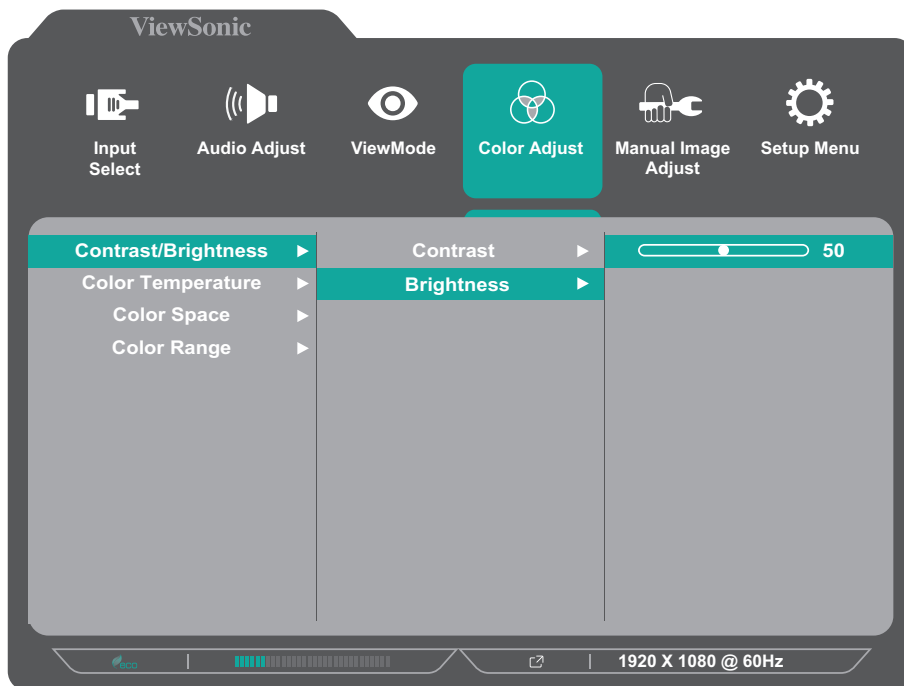 ViewSonic
Input
Select
Audio Adjust
ViewMode
Color Adjust
Manual Image
Adjust
Setup Menu
Contrast/Brightness
Contrast
50
Color Temperature
Brightness
Color Space
Color Range
eco
1920 X 1080 @ 60Hz